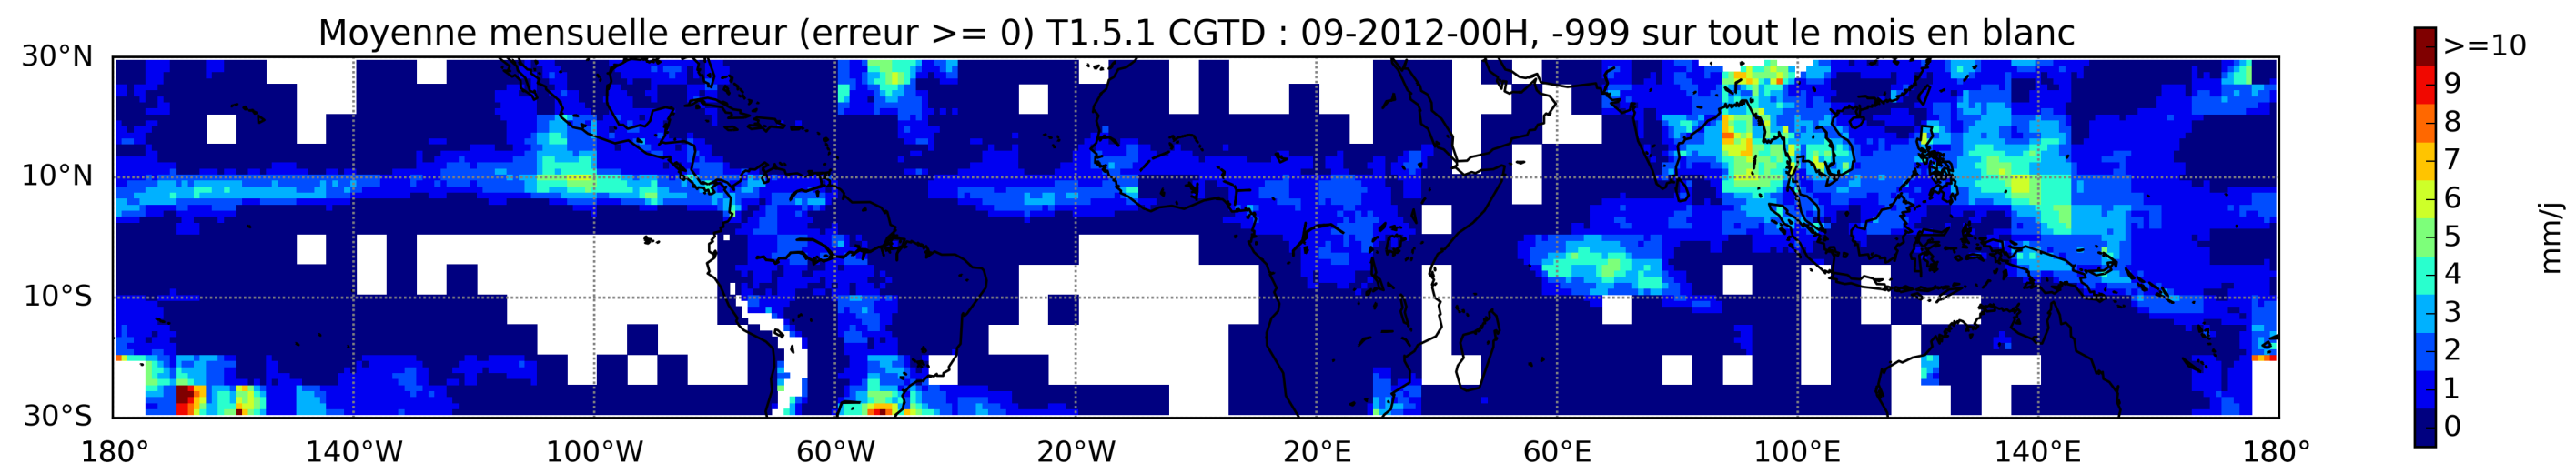 Moyenne mensuelle erreur (erreur >= 0) T1.5.1 CGTD : 09-2012-00H, -999 sur tout le mois en blanc
30°N
10°N
10°S
30°S
180° 140°W 100°W 60°W 20°W 20°E 60°E 100°E 140°E 180°
>=10
9
8
7
6
5
4
3
2
1
0
mm/j